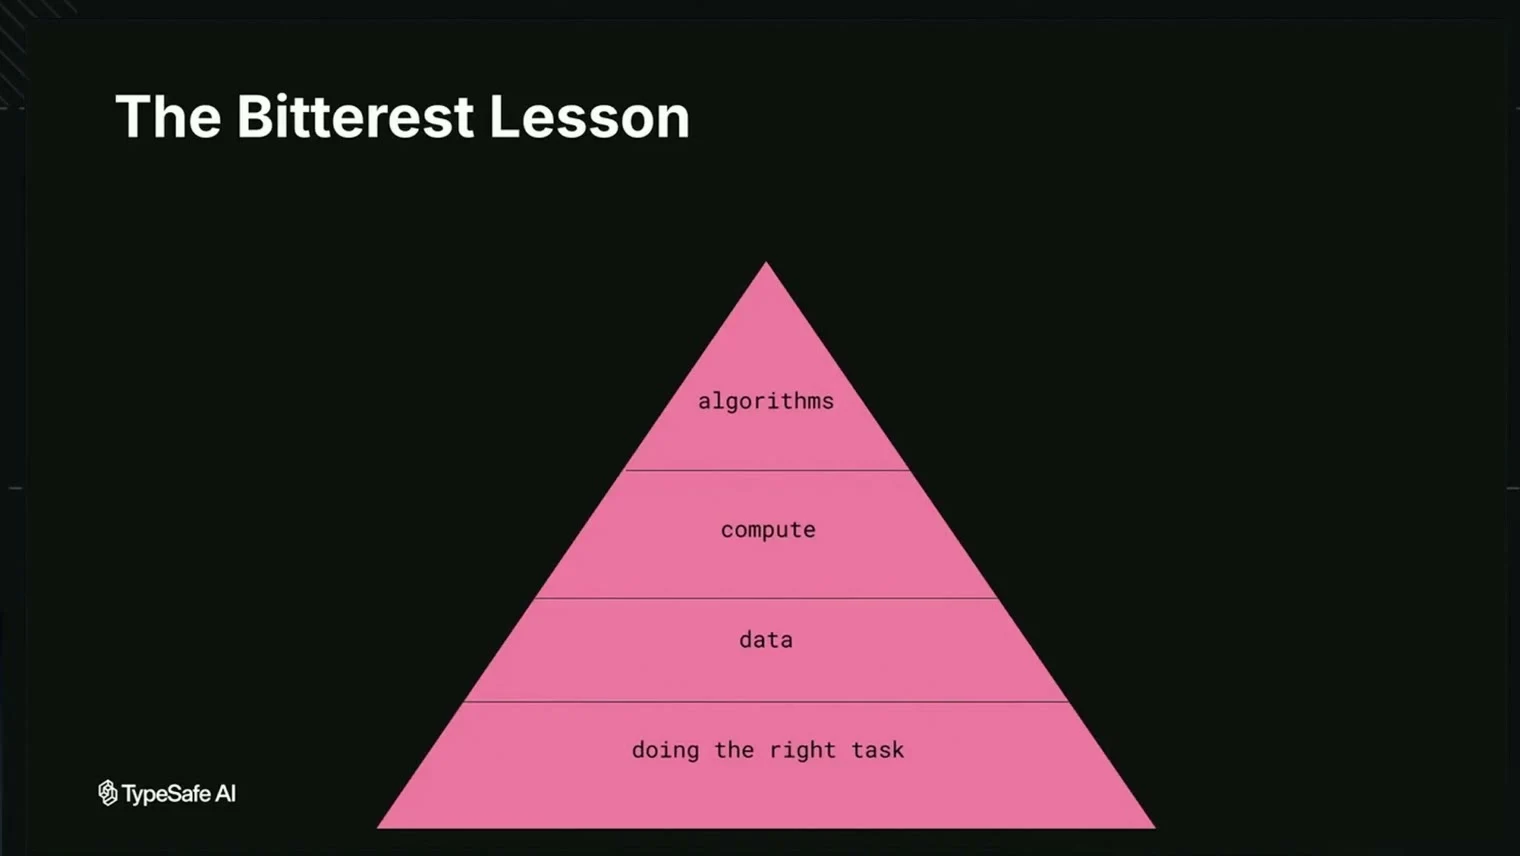 The Bitterest Lesson
algorithms
compute
data
doing the right task
TypeSafe AI